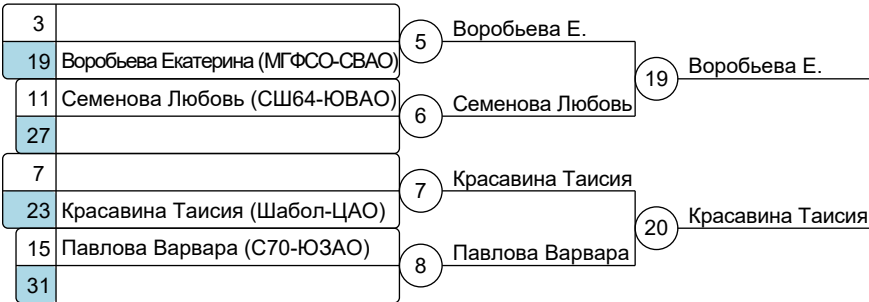 3
19 Воробьева Екатерина (МГФСО-СВАО)
5
Воробьева Е.
11 Семенова Любовь (СШ64-ЮВАО)
27
6
Семенова Любовь
19
Воробьева Е.
7
23 Красавина Таисия (Шабол-ЦАО)
7
Красавина Таисия
15 Павлова Варвара (С70-ЮЗАО)
31
8
Павлова Варвара
20
Красавина Таисия